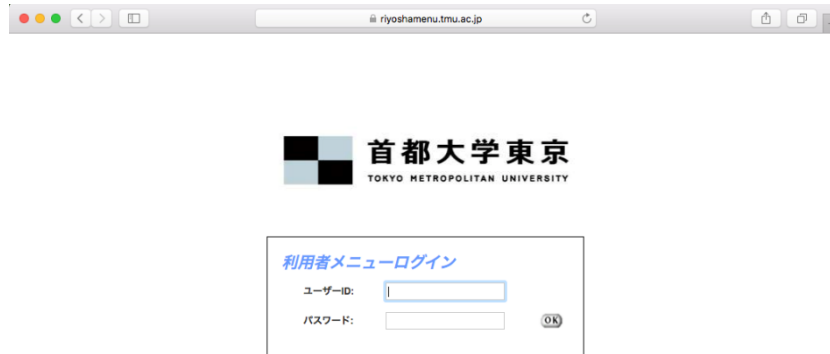 riyoshamenu.tmu.ac.jp
首都大学東京
TOKYO METROPOLITAN UNIVERSITY
利用者メニューログイン
ユーザーID:
パスワード:
OK